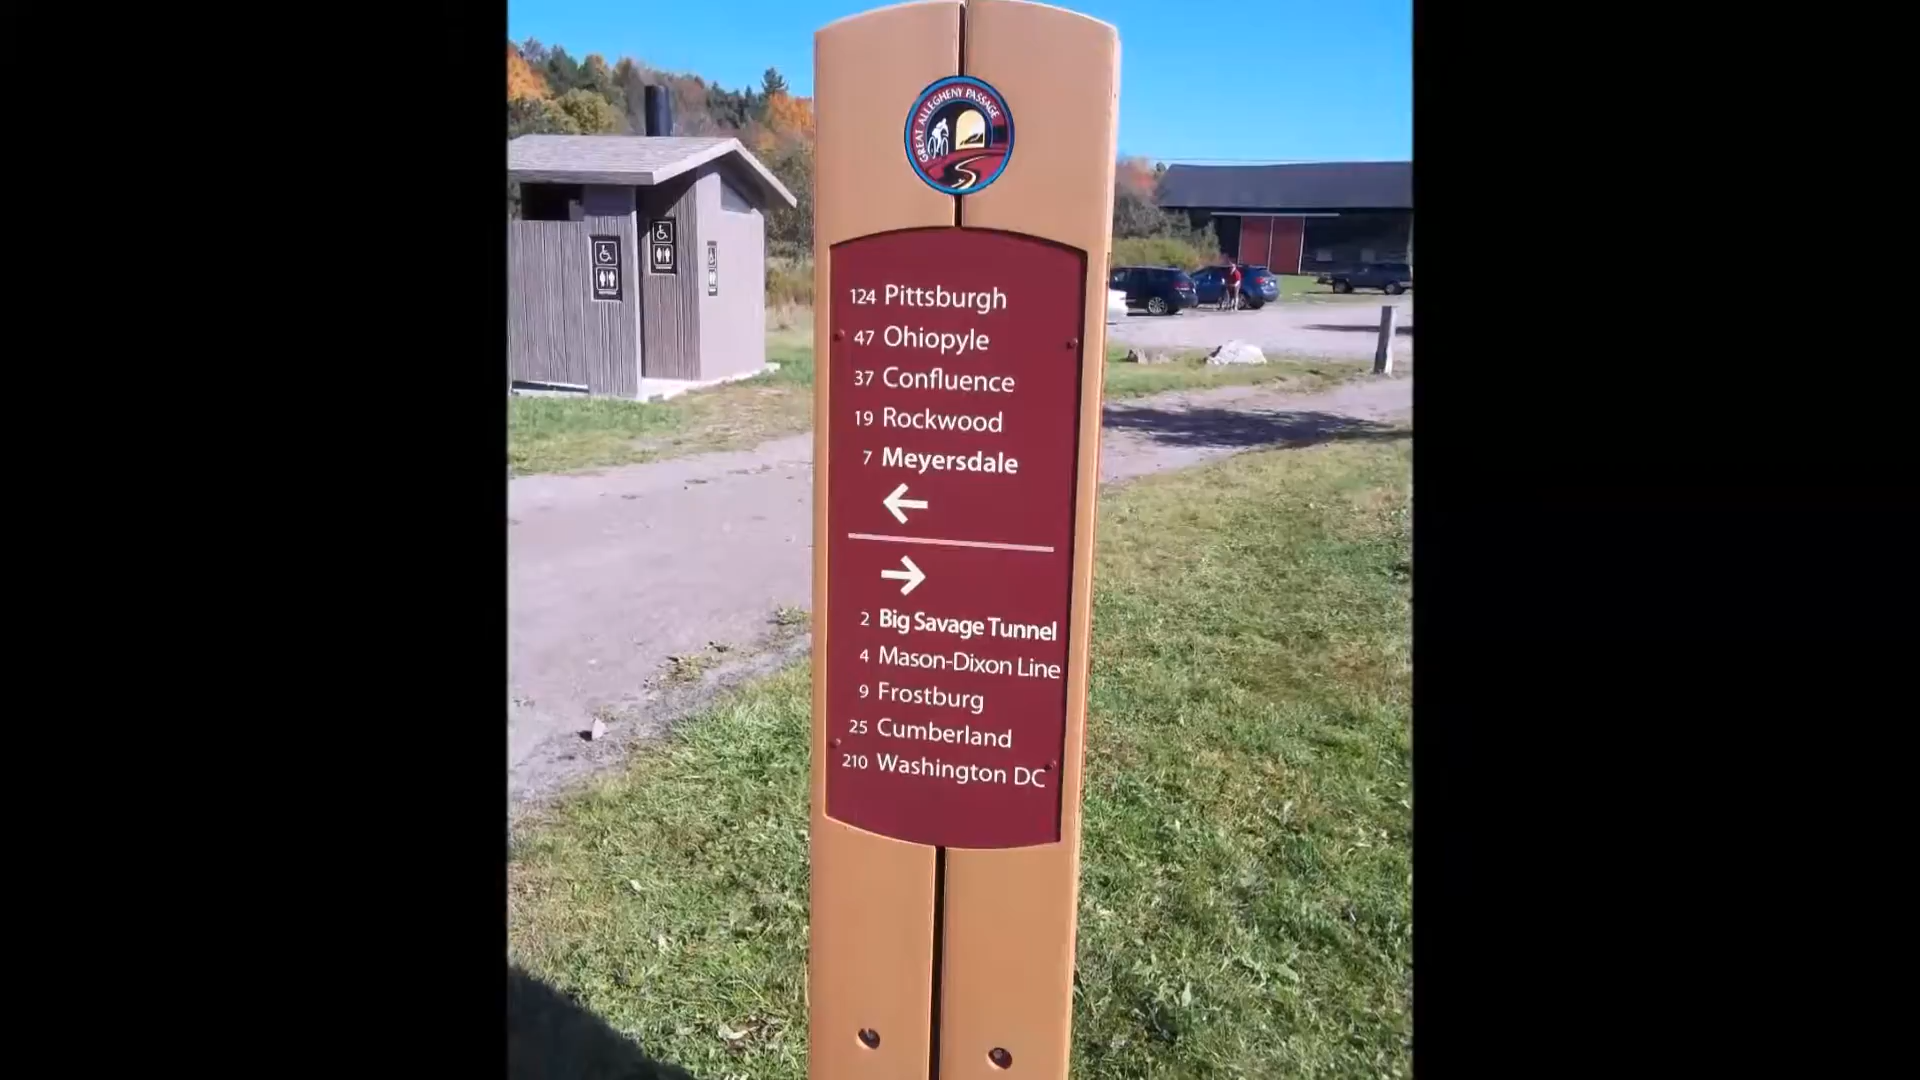 GREAT ALLEGHENY PASSAGE
124 Pittsburgh
47 Ohiopyle
37 Confluence
19 Rockwood
7 Meyersdale
←
→
2 Big Savage Tunnel
4 Mason-Dixon Line
9 Frostburg
25 Cumberland
210 Washington DC